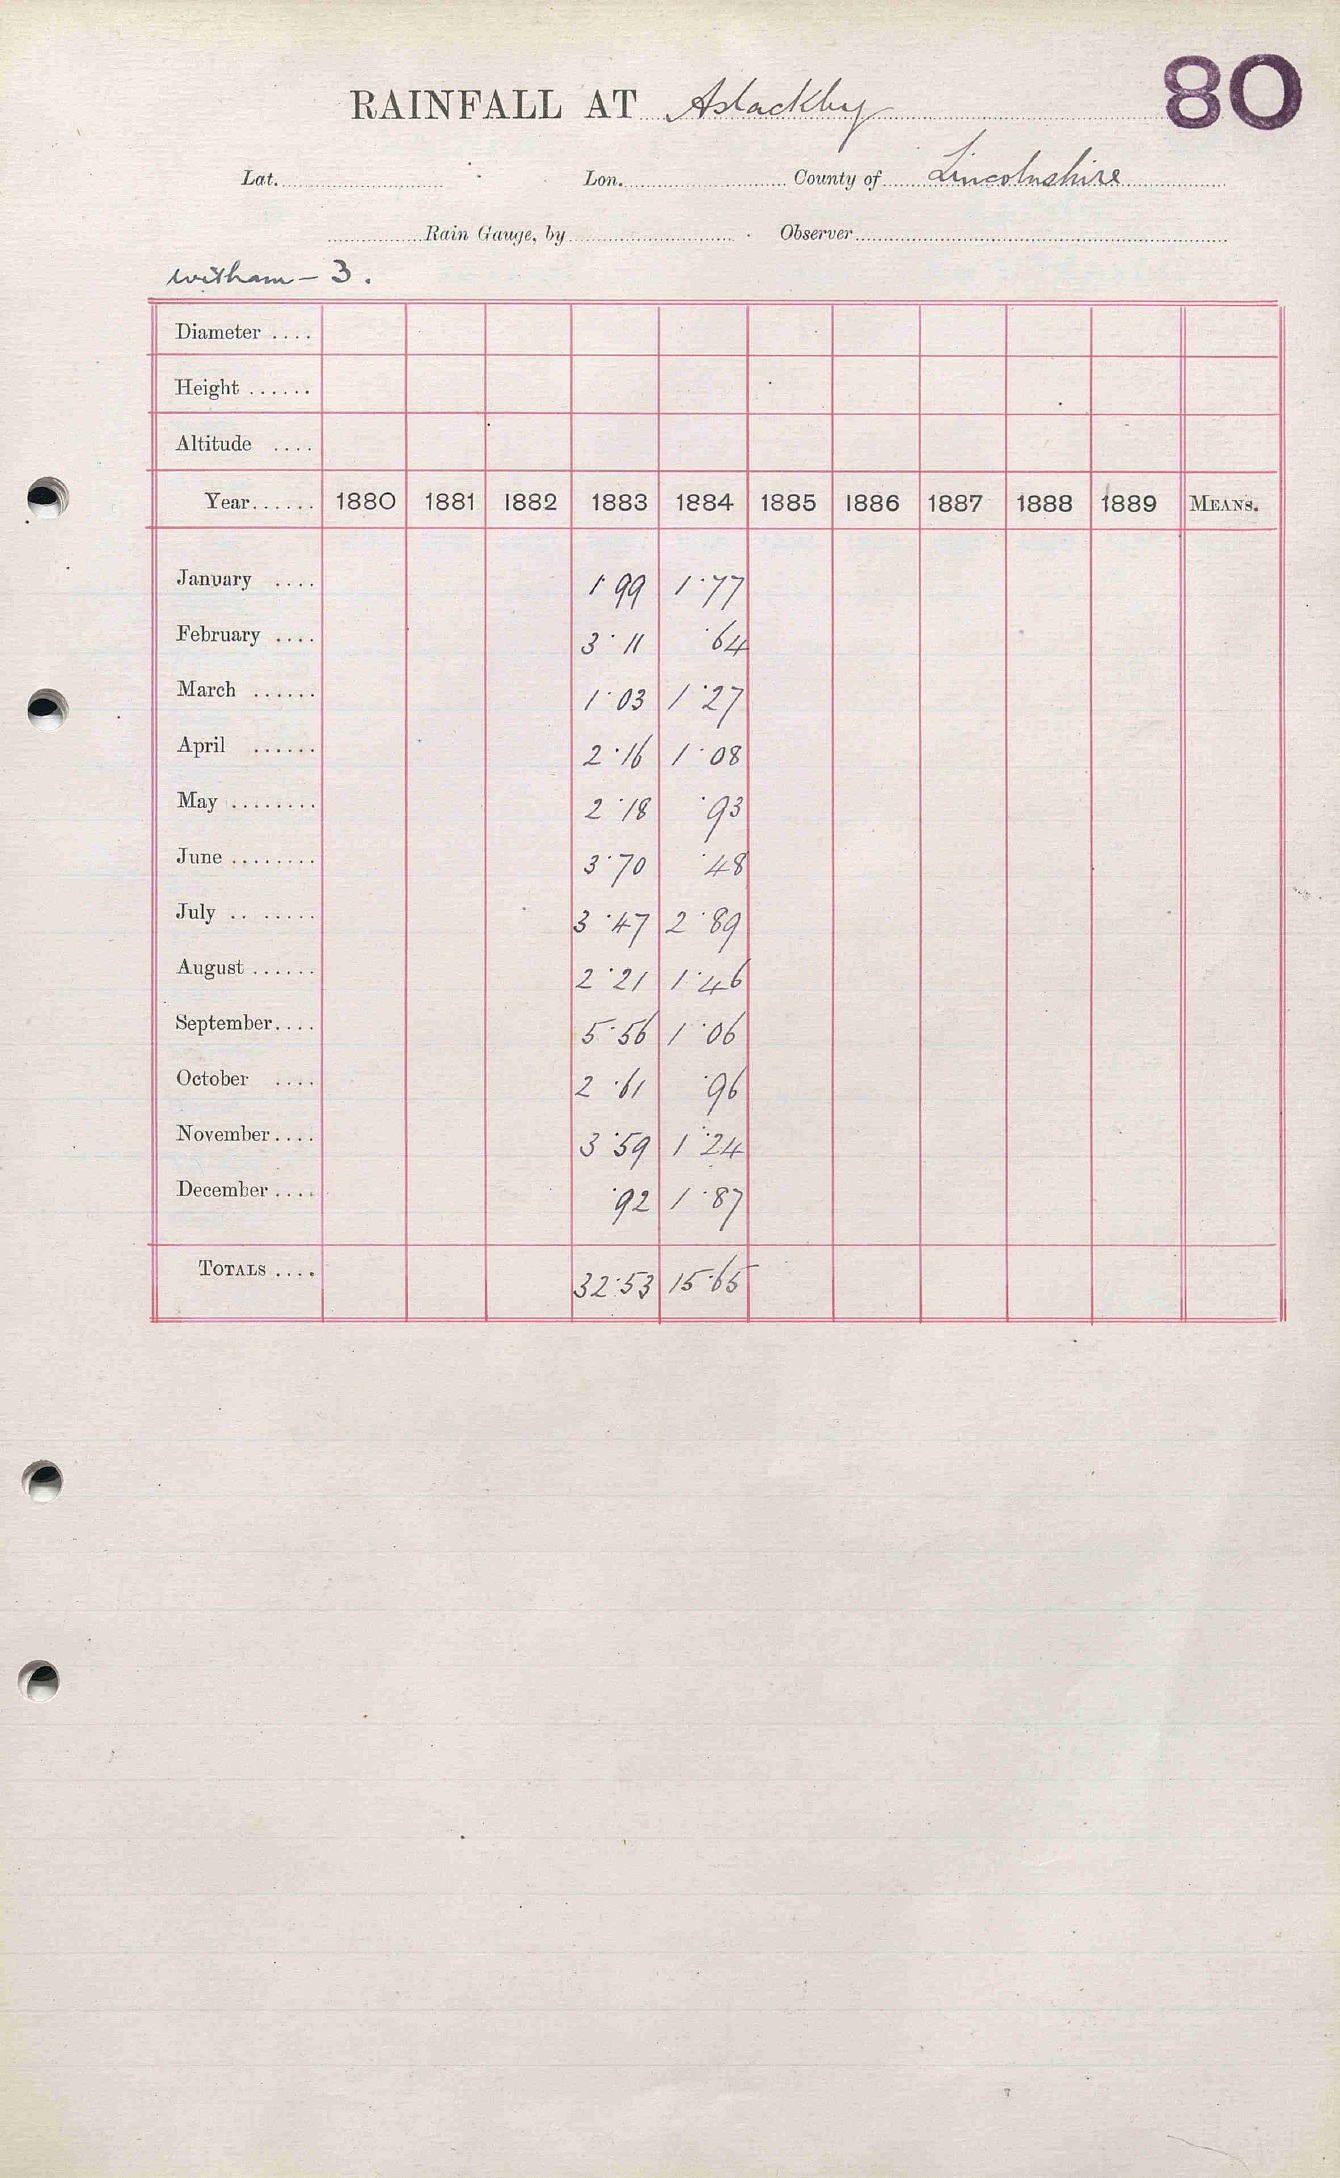 80
RAINFALL AT Aslackby
Lat. Lon. County of Lincolnshire
Rain Gauge, by Observer
Witham - 3.
Diameter ....
Height ......
Altitude ....
Year...... 1880 1881 1882 1883 1884 1885 1886 1887 1888 1889 MEANS.
January .... 1·99 1·77
February .... 3·11 ·64
March ...... 1·03 1·27
April ...... 2·16 1·08
May ........ 2·18 ·93
June ........ 3·70 ·48
July .. ...... 3·47 2·89
August ...... 2·21 1·46
September.... 5·56 1·06
October .... 2·61 ·96
November.... 3·59 1·24
December .... ·92 1·87
TOTALS .... 32·53 15·65